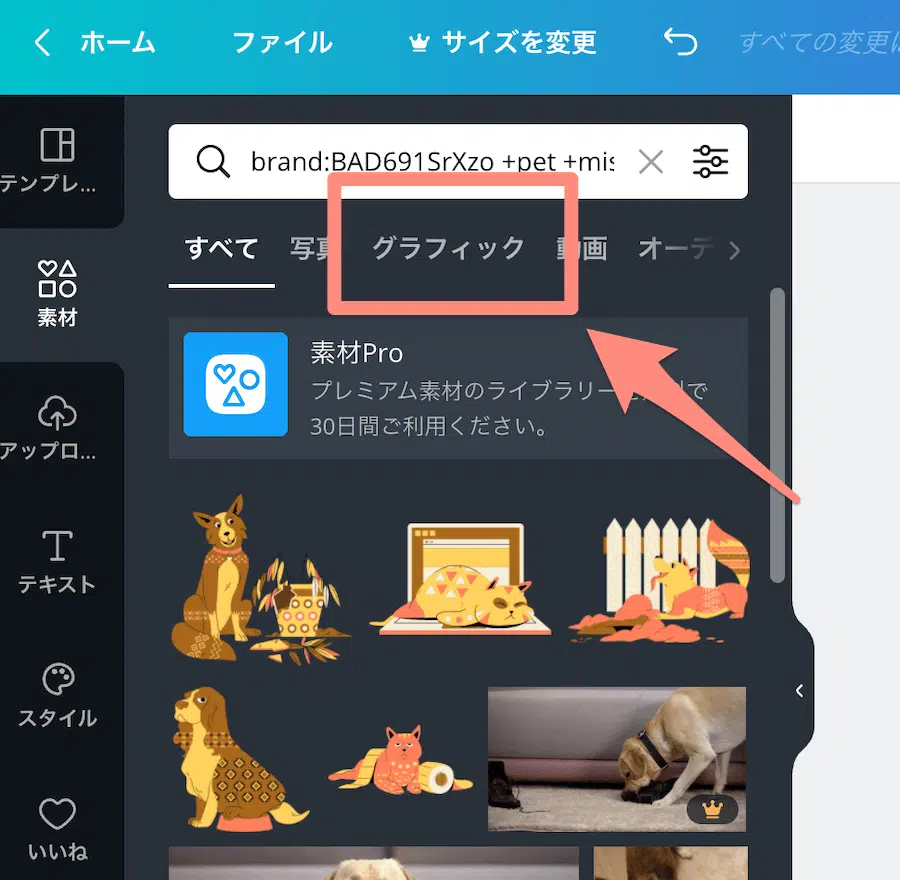 ホーム ファイル サイズを変更 すべての変更
brand:BAD691SrXzo +pet +mis
テンプレ...
すべて 写真 グラフィック 動画 オーデ
素材
素材Pro
プレミアム素材のライブラリー
で
30日間ご利用ください。
アップロ...
テキスト
スタイル
いいね